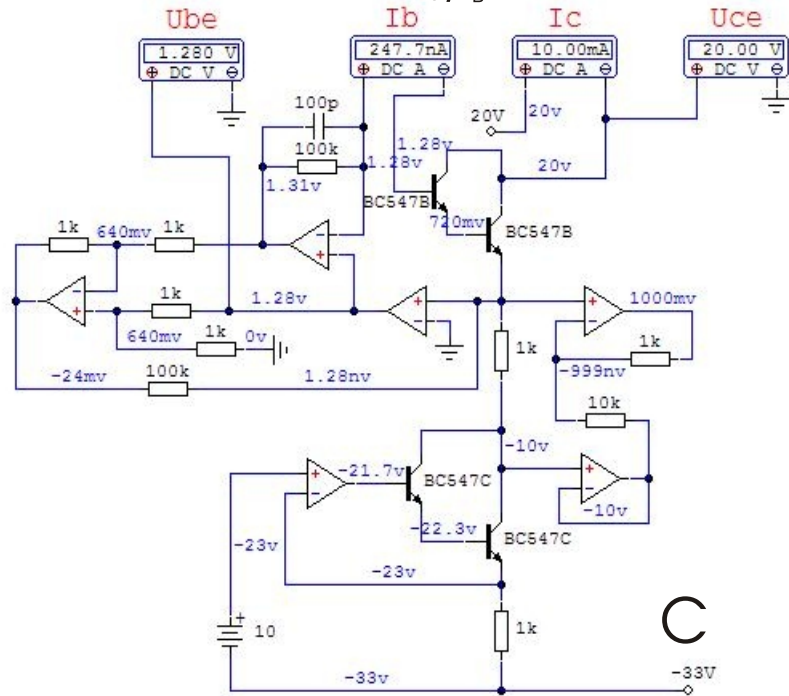 Ube Ib Ic Uce
1.280 V 247.7nA 10.00mA 20.00 V
DC V DC A DC A DC V
100p
20V 20v
1.28v
100k 1.28v 20v
1.31v
BC547B
1k 640mv 1k 720mv BC547B
1k 1.28v 1000mv
640mv 1k 0v 1k 1k
-24mv 100k 1.28nv -999nv
10k
-10v
-21.7v BC547C
-10v
-22.3v BC547C
-23v
-23v
10 1k C
-33v -33V